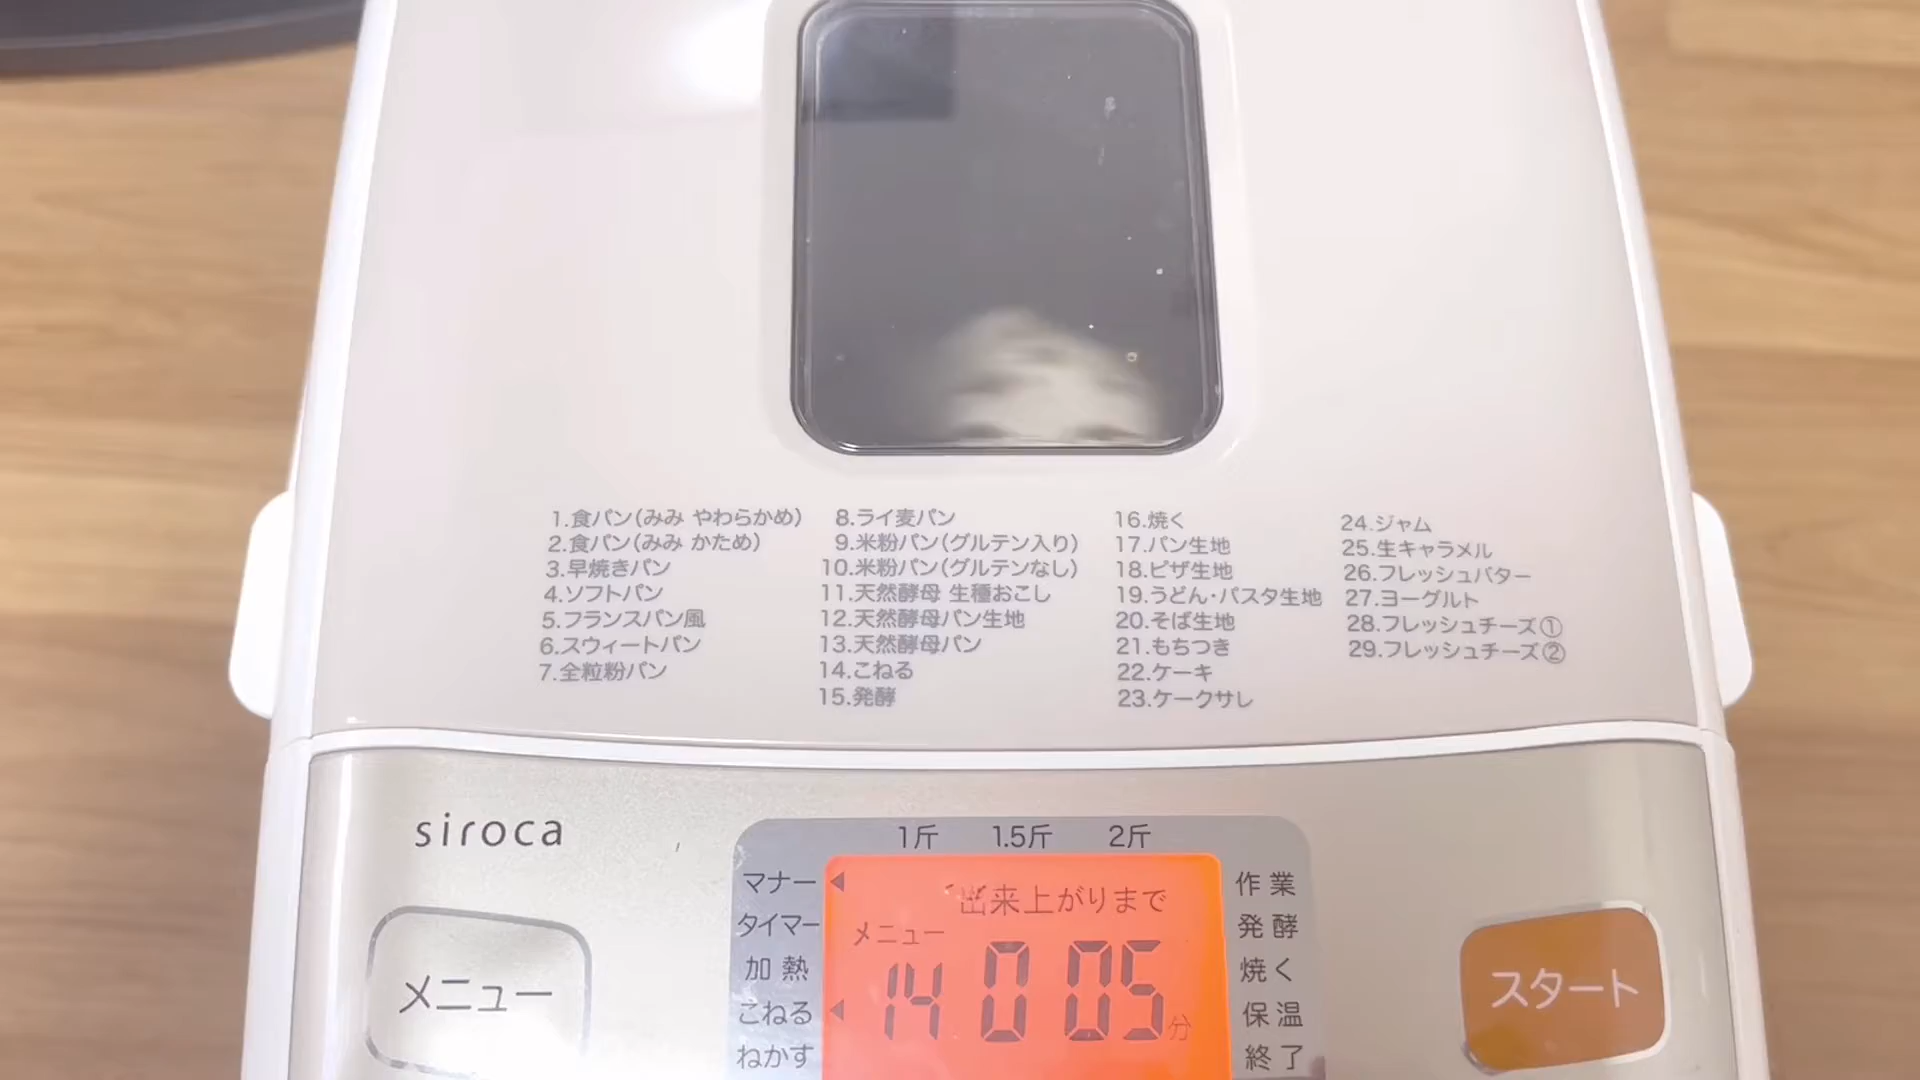 1.食パン(みみ やわらかめ)
2.食パン(みみ かため)
3.早焼きパン
4.ソフトパン
5.フランスパン風
6.スウィートパン
7.全粒粉パン
8.ライ麦パン
9.米粉パン(グルテン入り)
10.米粉パン(グルテンなし)
11.天然酵母 生種おこし
12.天然酵母パン生地
13.天然酵母パン
14.こねる
15.発酵
16.焼く
17.パン生地
18.ピザ生地
19.うどん・パスタ生地
20.そば生地
21.もちつき
22.ケーキ
23.ケークサレ
24.ジャム
25.生キャラメル
26.フレッシュバター
27.ヨーグルト
28.フレッシュチーズ①
29.フレッシュチーズ②
siroca
メニュー
1斤 1.5斤 2斤
マナー
タイマー
加熱
こねる
ねかす
出来上がりまで
メニュー
14 0 05分
作業
発酵
焼く
保温
終了
スタート